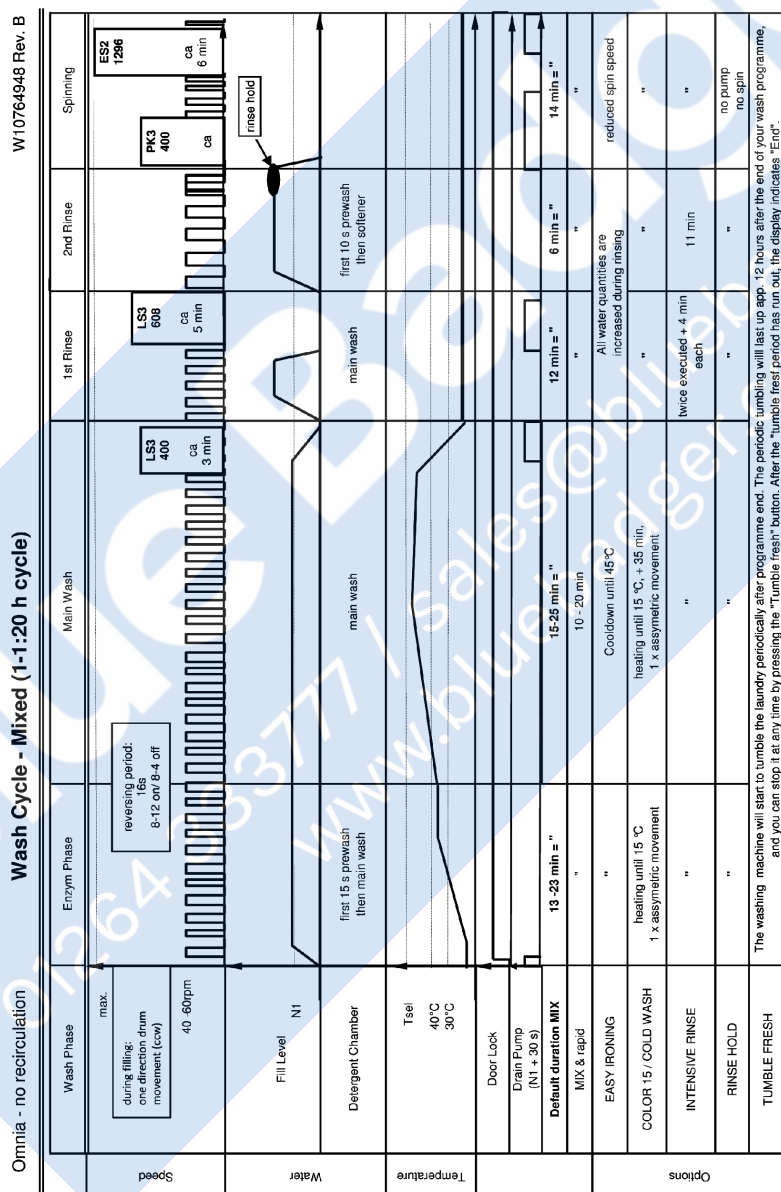 Omnia - no recirculation
Wash Cycle - Mixed (1-1:20 h cycle)
W10764948 Rev. B
Wash Phase
Enzym Phase
Main Wash
1st Rinse
2nd Rinse
Spinning
Speed
max.
during filling:
one direction drum
movement (ccw)
40 -60rpm
reversing period:
16s
8-12 on/ 8-4 off
LS3
400
ca
3 min
LS3
608
ca
5 min
PK3
400
ca
ES2
1296
ca
6 min
Water
Fill Level
N1
rinse hold
Detergent Chamber
first 15 s prewash
then main wash
main wash
main wash
first 10 s prewash
then softener
Temperature
Tsel
40°C
30°C
Door Lock
Drain Pump
(N1 + 30 s)
Default duration MIX
13 -23 min = "
15-25 min = "
12 min = "
6 min = "
14 min = "
Options
MIX & rapid
"
10 - 20 min
"
"
"
EASY IRONING
"
Cooldown until 45°C
All water quantities are
increased during rinsing
reduced spin speed
COLOR 15 / COLD WASH
heating until 15 °C
1 x assymetric movement
heating until 15 °C, + 35 min,
1 x assymetric movement
"
"
"
INTENSIVE RINSE
"
"
twice executed + 4 min
each
11 min
"
RINSE HOLD
"
"
"
"
no pump
no spin
TUMBLE FRESH
The washing machine will start to tumble the laundry periodically after programme end. The periodic tumbling willl last up app. 12 hours after the end of your wash programme,
and you can stop it at any time by pressing the "Tumble fresh" button. After the "tumble fresf period has run out, the display indicates "End".
01264 383777 / sales@blueb
www.bluebadger.c
lue Badg